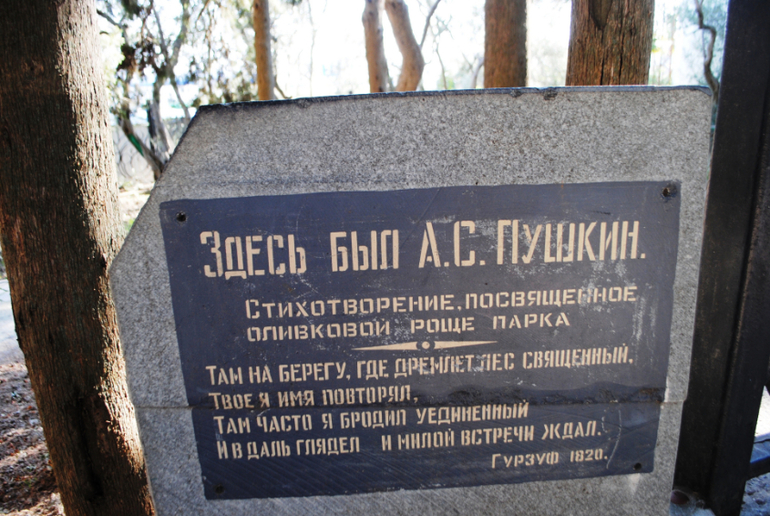 Здесь был А.С. Пушкин.
Стихотворение, посвященное
оливковой роще парка
Там на берегу, где дремлет лес священный,
Твое я имя повторял,
Там часто я бродил уединенный
И в даль глядел и милой встречи ждал.
Гурзуф 1820.